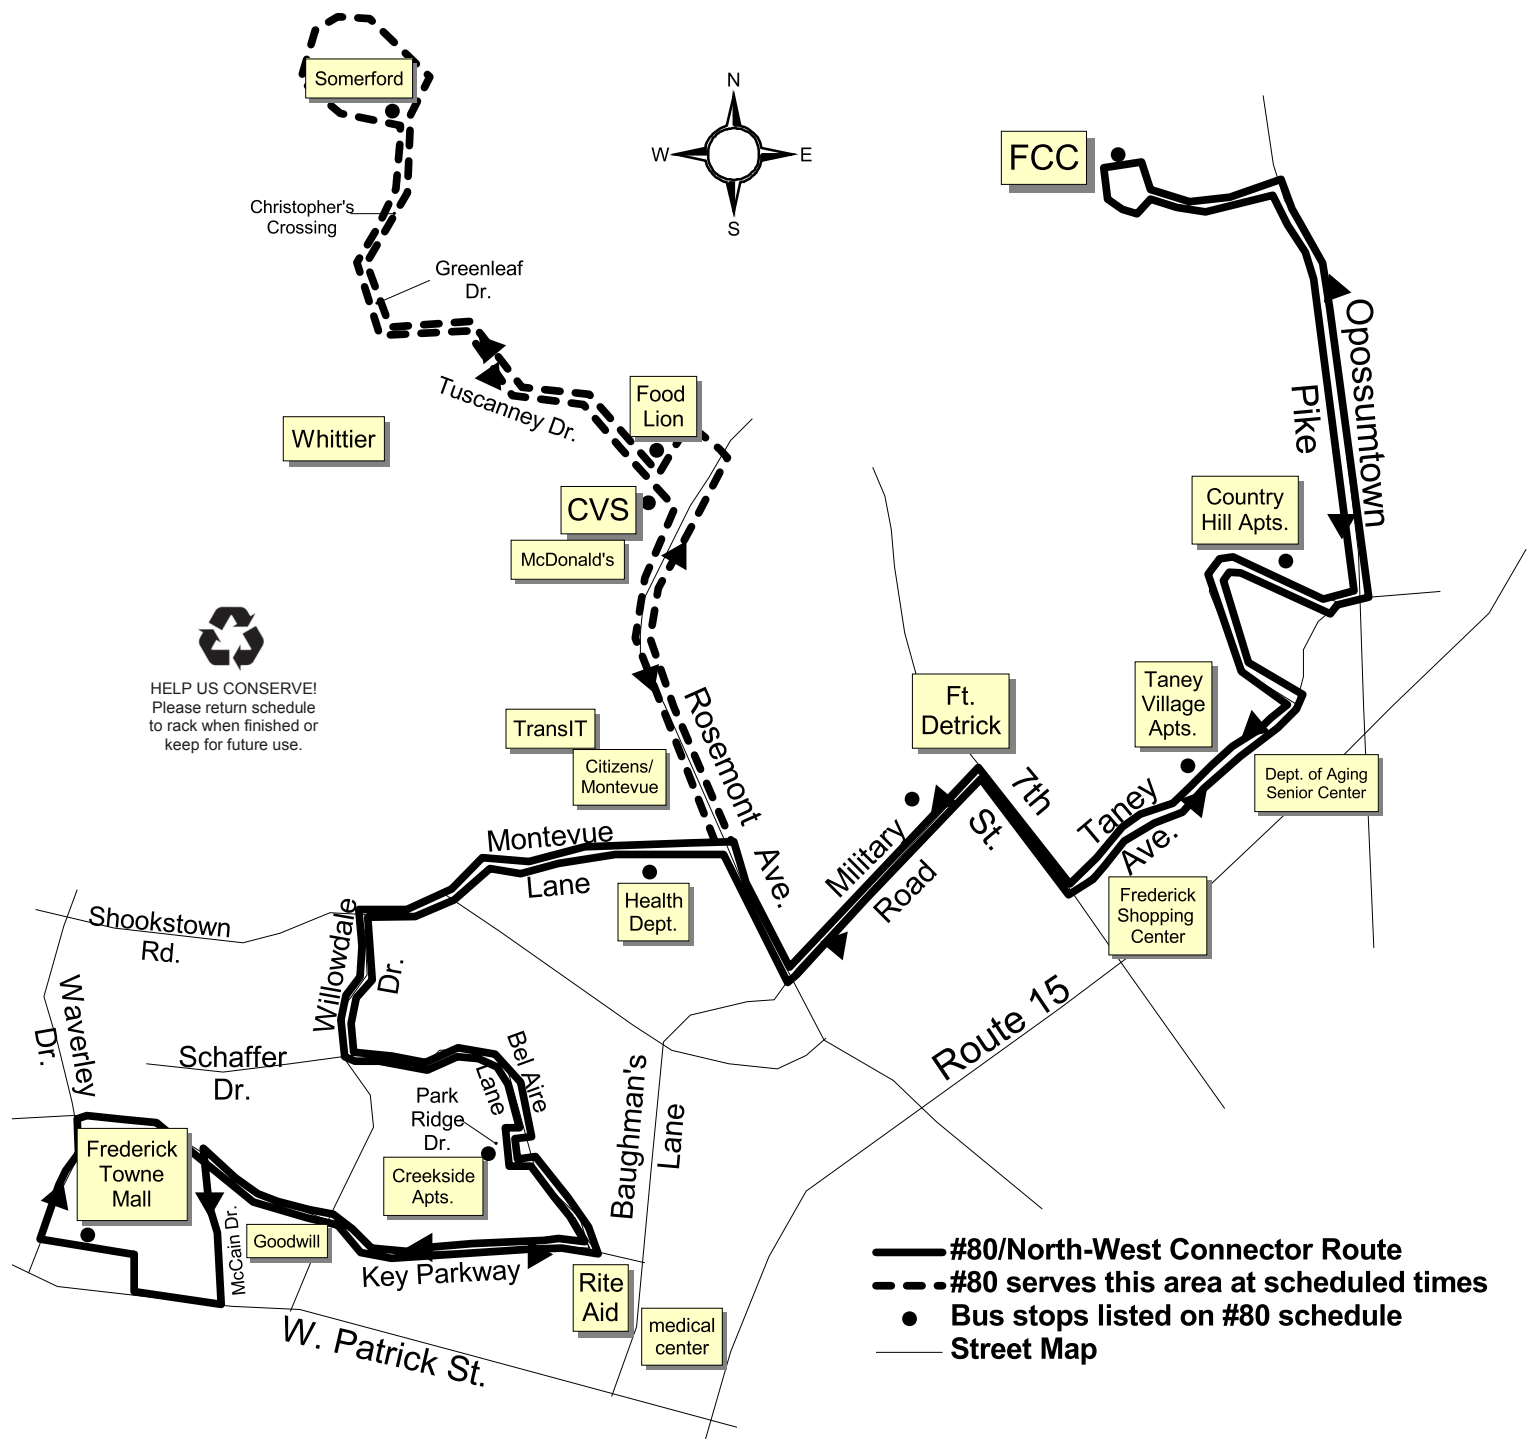 Somerford
N
W
E
S
FCC
Christopher's
Crossing
Greenleaf
Dr.
Opossumtown
Pike
Tuscanney Dr.
Food
Lion
Whittier
CVS
McDonald's
Country
Hill Apts.
HELP US CONSERVE!
Please return schedule
to rack when finished or
keep for future use.
TransIT
Citizens/
Montevue
Rosemont
Ave.
Ft.
Detrick
Taney
Village
Apts.
Dept. of Aging
Senior Center
7th
St.
Taney
Ave.
Military
Road
Montevue
Lane
Health
Dept.
Frederick
Shopping
Center
Shookstown
Rd.
Willowdale
Dr.
Waverley
Dr.
Schaffer
Dr.
Bel Aire
Lane
Park
Ridge
Dr.
Creekside
Apts.
Baughman's
Lane
Route 15
Frederick
Towne
Mall
McCain Dr.
Goodwill
Key Parkway
Rite
Aid
medical
center
W. Patrick St.
#80/North-West Connector Route
#80 serves this area at scheduled times
Bus stops listed on #80 schedule
Street Map